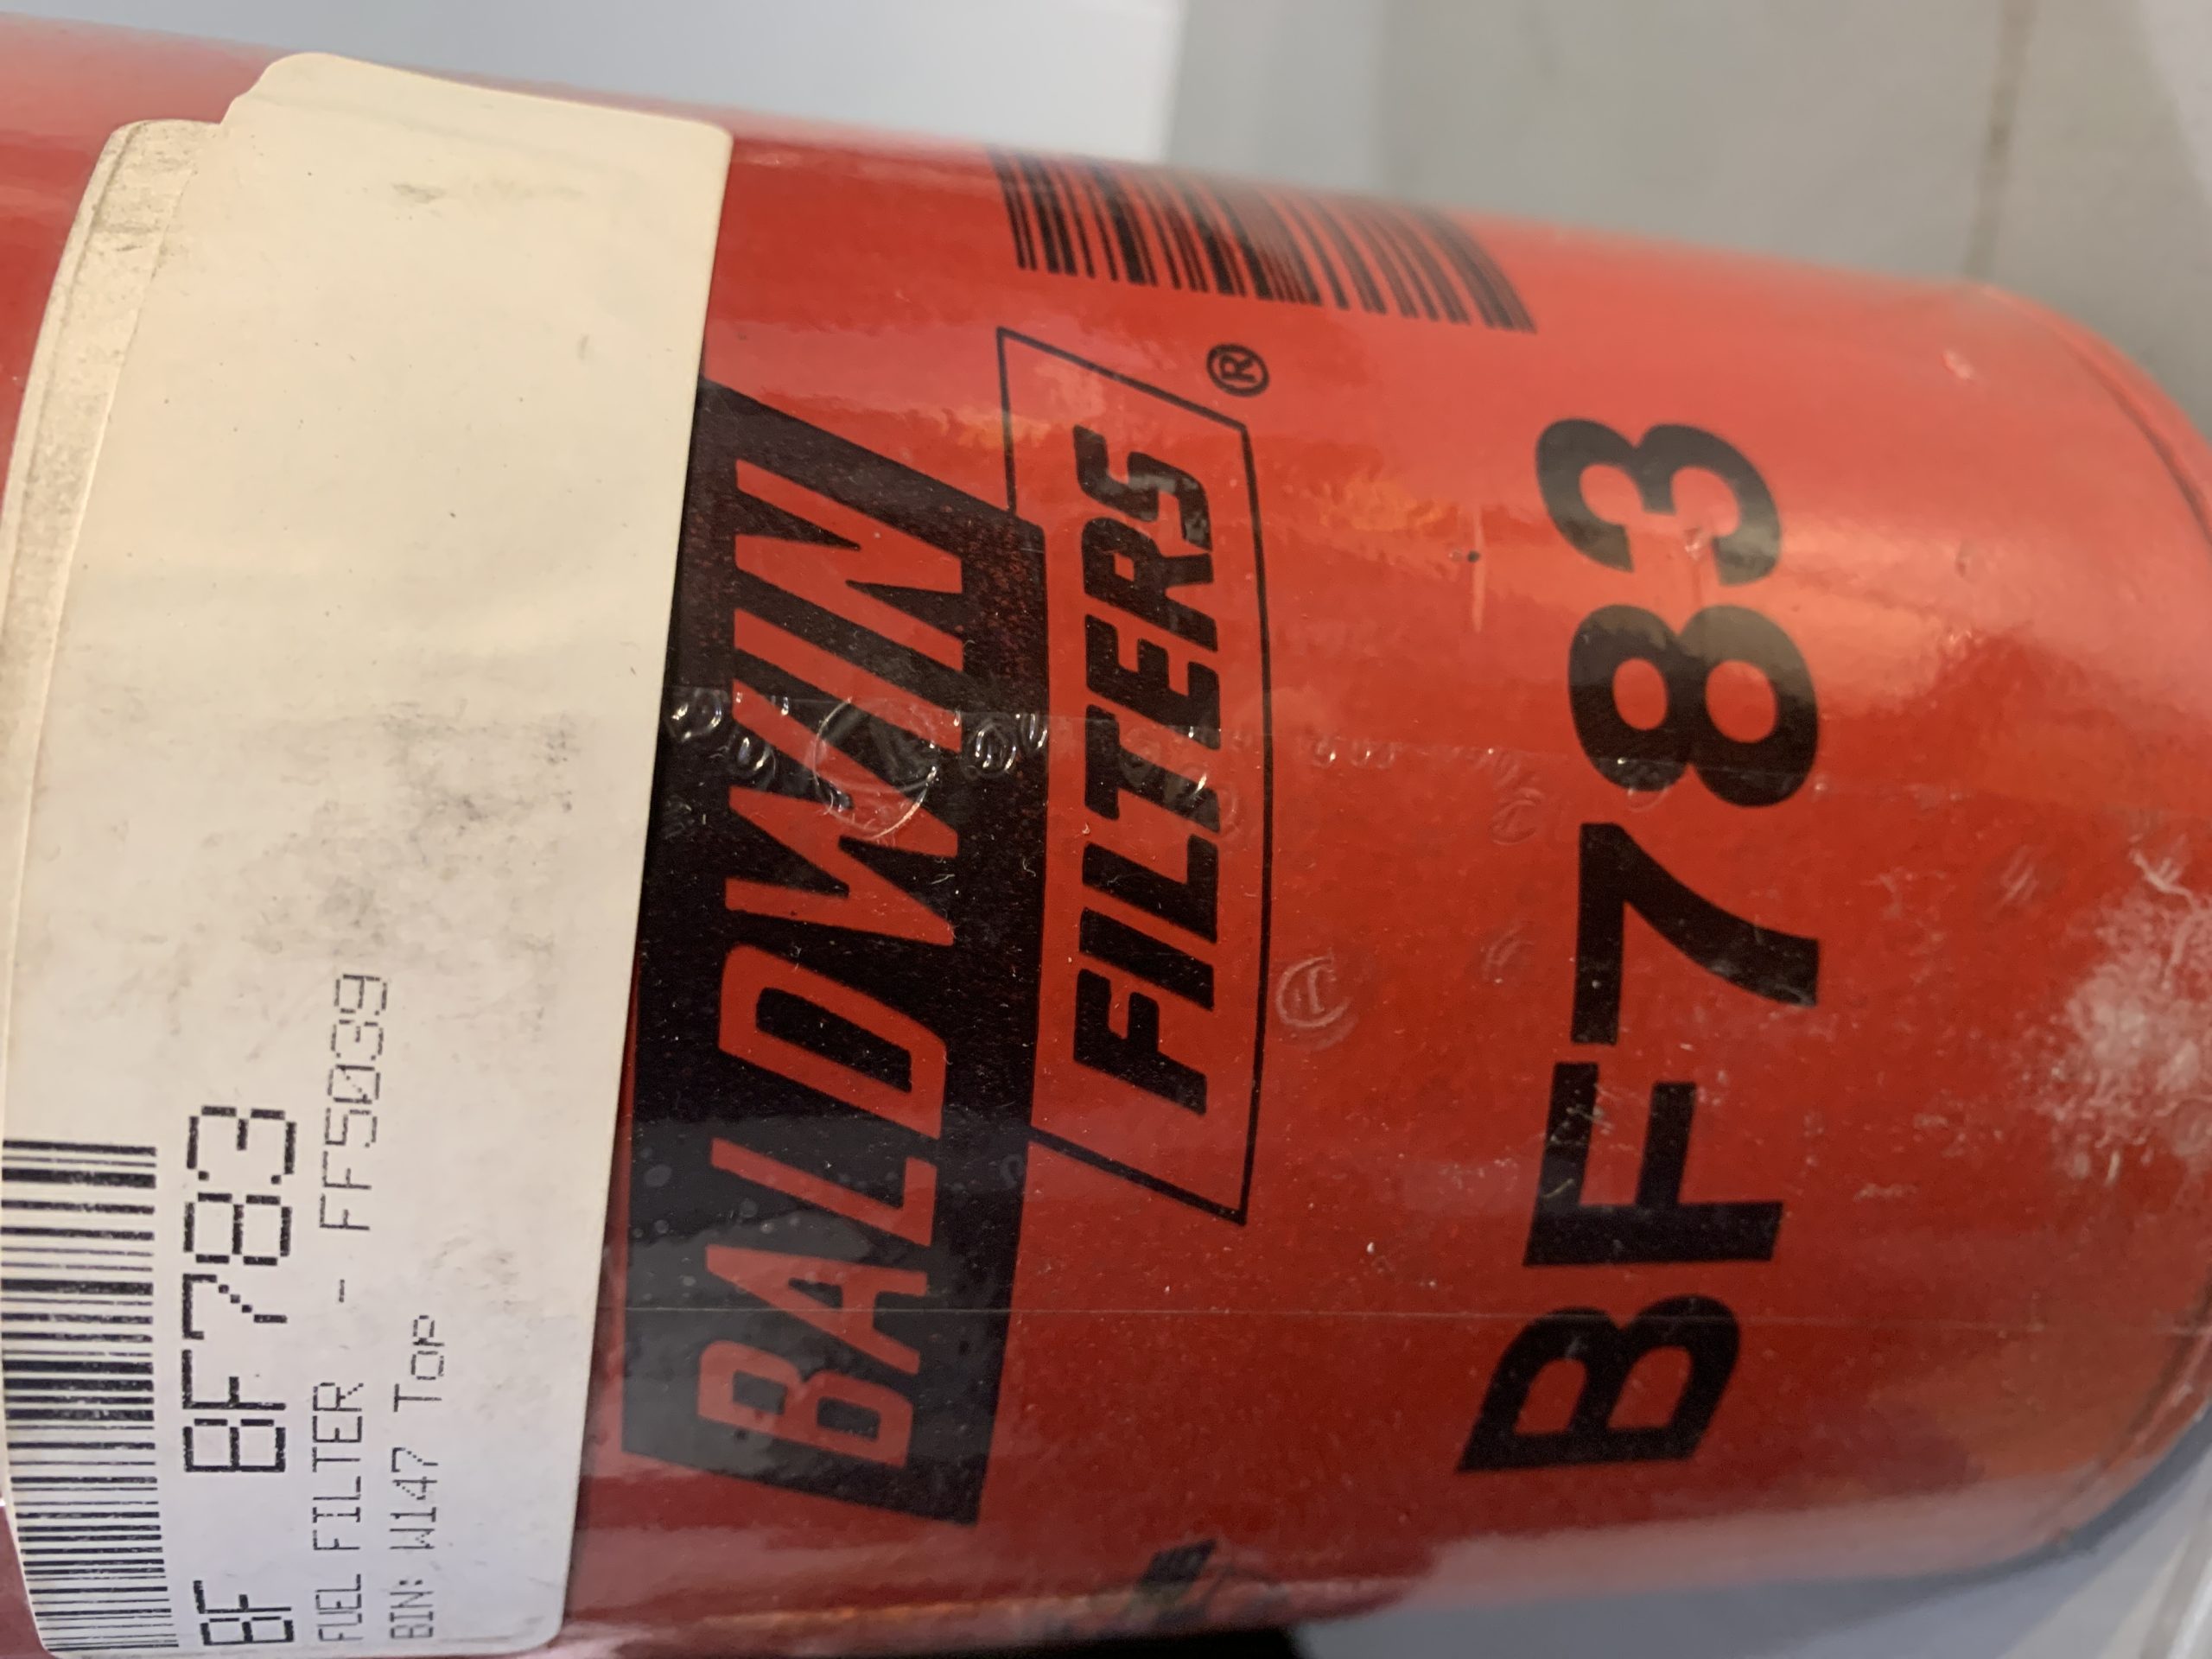 BF BF783
FUEL FILTER - FF5039
BIN: W147 Top
BALDWIN
FILTERS®
BF783